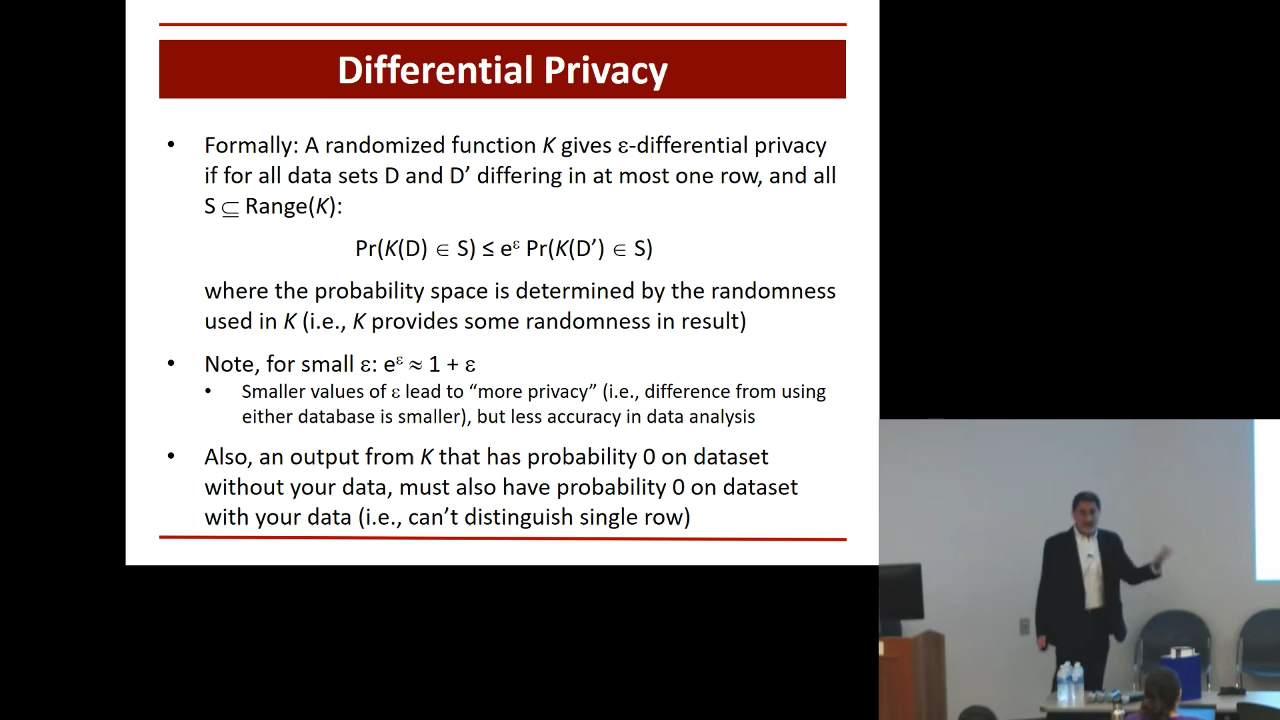 Differential Privacy
• Formally: A randomized function K gives ε-differential privacy
if for all data sets D and D’ differing in at most one row, and all
S ⊆ Range(K):
Pr(K(D) ∈ S) ≤ e^ε Pr(K(D’) ∈ S)
where the probability space is determined by the randomness
used in K (i.e., K provides some randomness in result)
• Note, for small ε: e^ε ≈ 1 + ε
• Smaller values of ε lead to “more privacy” (i.e., difference from using
either database is smaller), but less accuracy in data analysis
• Also, an output from K that has probability 0 on dataset
without your data, must also have probability 0 on dataset
with your data (i.e., can’t distinguish single row)